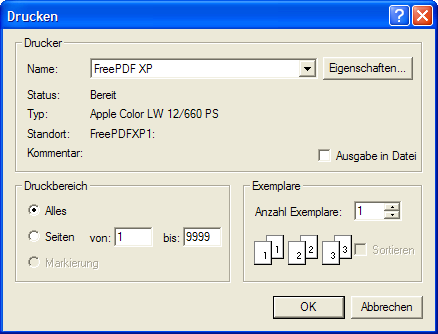 Drucken
Drucker
Name: FreePDF XP Eigenschaften...
Status: Bereit
Typ: Apple Color LW 12/660 PS
Standort: FreePDFXP1:
Kommentar:
Ausgabe in Datei
Druckbereich
Alles
Seiten von: 1 bis: 9999
Markierung
Exemplare
Anzahl Exemplare: 1
1 1 2 2 3 3 Sortieren
OK Abbrechen